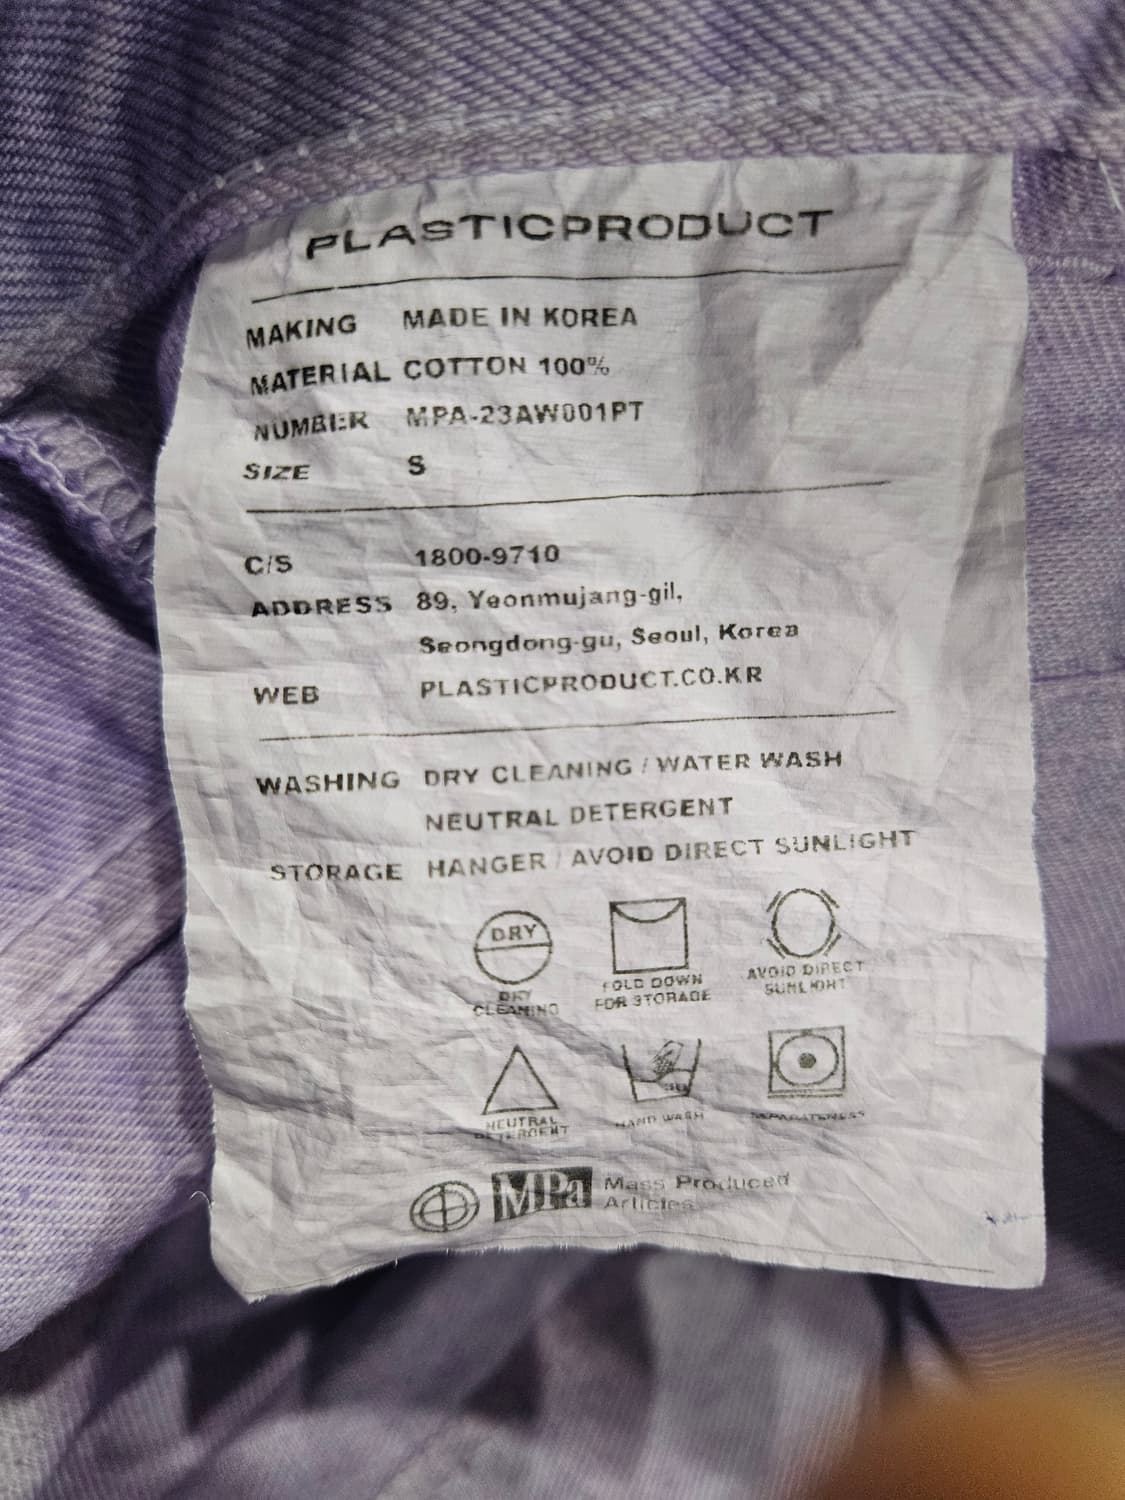 PLASTICPRODUCT
MAKING MADE IN KOREA
MATERIAL COTTON 100%
NUMBER MPA-23AW001PT
SIZE S
C/S 1800-9710
ADDRESS 89, Yeonmujang-gil,
Seongdong-gu, Seoul, Korea
WEB PLASTICPRODUCT.CO.KR
WASHING DRY CLEANING / WATER WASH
NEUTRAL DETERGENT
STORAGE HANGER / AVOID DIRECT SUNLIGHT
DRY
DRY
CLEANING
FOLD DOWN
FOR STORAGE
AVOID DIRECT
SUNLIGHT
NEUTRAL
DETERGENT
HAND WASH
MPa Mass Produced
Articles